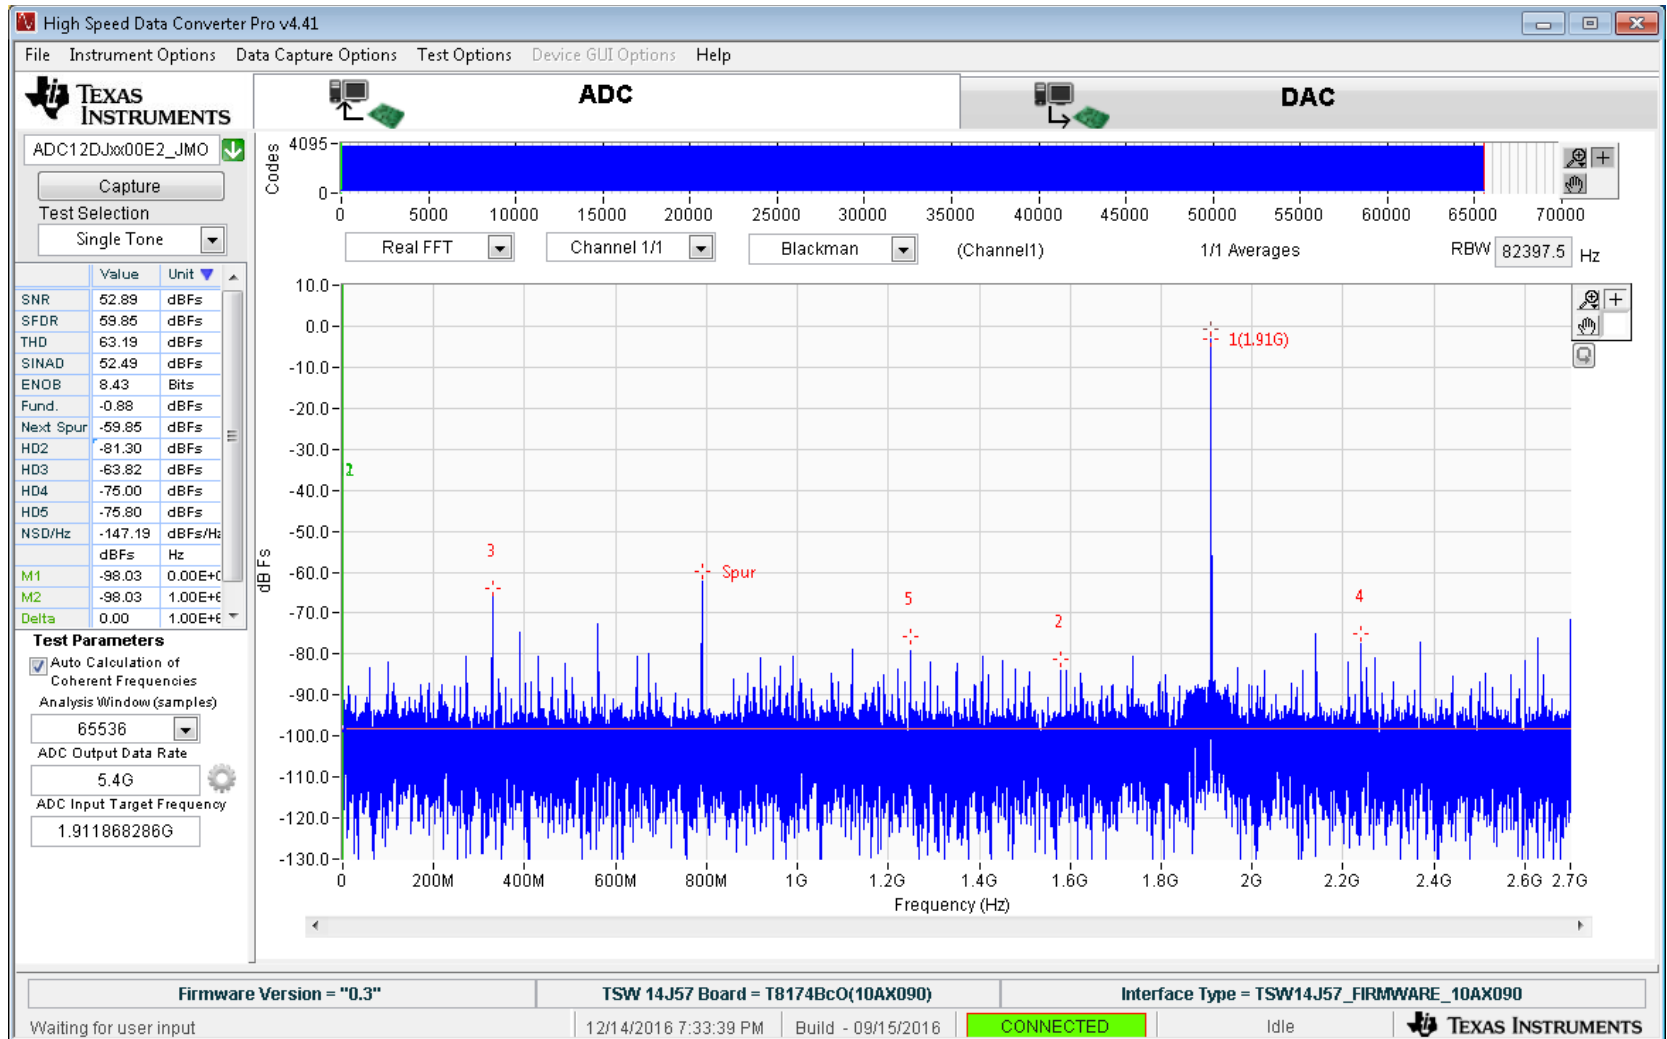 High Speed Data Converter Pro v4.41
File Instrument Options Data Capture Options Test Options Device GUI Options Help
TEXAS INSTRUMENTS
ADC
DAC
ADC12DJxx00E2_JMO
Capture
Test Selection
Single Tone
Value Unit
SNR 52.89 dBFs
SFDR 59.85 dBFs
THD 63.19 dBFs
SINAD 52.49 dBFs
ENOB 8.43 Bits
Fund. -0.88 dBFs
Next Spur -59.85 dBFs
HD2 -81.30 dBFs
HD3 -63.82 dBFs
HD4 -75.00 dBFs
HD5 -75.80 dBFs
NSD/Hz -147.19 dBFs/Hz
dBFs Hz
M1 -98.03 0.00E+0
M2 -98.03 1.00E+6
Delta 0.00 1.00E+6
Test Parameters
Auto Calculation of
Coherent Frequencies
Analysis Window (samples)
65536
ADC Output Data Rate
5.4G
ADC Input Target Frequency
1.911868286G
Codes
4095
0
0 5000 10000 15000 20000 25000 30000 35000 40000 45000 50000 55000 60000 65000 70000
Real FFT Channel 1/1 Blackman (Channel1) 1/1 Averages RBW 82397.5 Hz
dB Fs
10.0
0.0
-10.0
-20.0
-30.0
-40.0
-50.0
-60.0
-70.0
-80.0
-90.0
-100.0
-110.0
-120.0
-130.0
1(1.91G)
3
Spur
5
2
4
0 200M 400M 600M 800M 1G 1.2G 1.4G 1.6G 1.8G 2G 2.2G 2.4G 2.6G 2.7G
Frequency (Hz)
Firmware Version = "0.3" TSW 14J57 Board = T8174BcO(10AX090) Interface Type = TSW14J57_FIRMWARE_10AX090
Waiting for user input 12/14/2016 7:33:39 PM Build - 09/15/2016 CONNECTED Idle TEXAS INSTRUMENTS